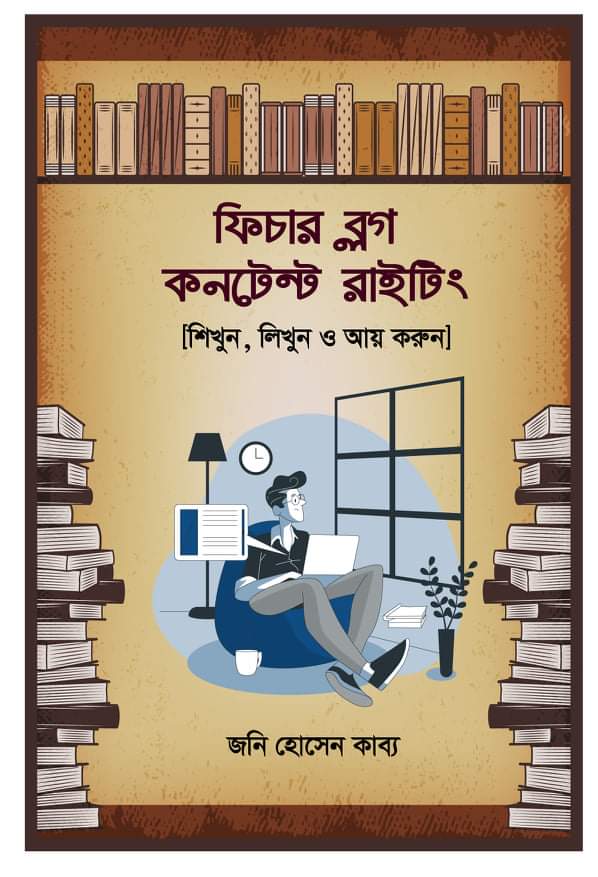 ফিচার ব্লগ
কনটেন্ট রাইটিং
[শিখুন, লিখুন ও আয় করুন]
জনি হোসেন কাব্য